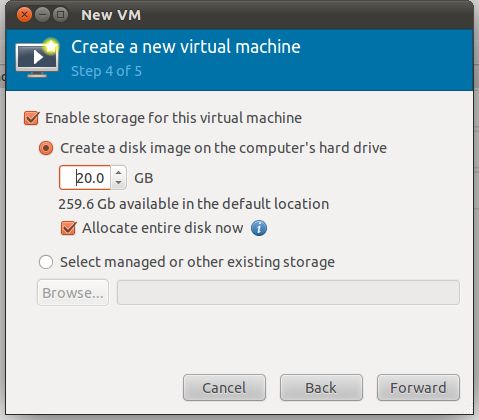 New VM
Create a new virtual machine
Step 4 of 5
Enable storage for this virtual machine
Create a disk image on the computer's hard drive
20.0 GB
259.6 Gb available in the default location
Allocate entire disk now
Select managed or other existing storage
Browse...
Cancel Back Forward